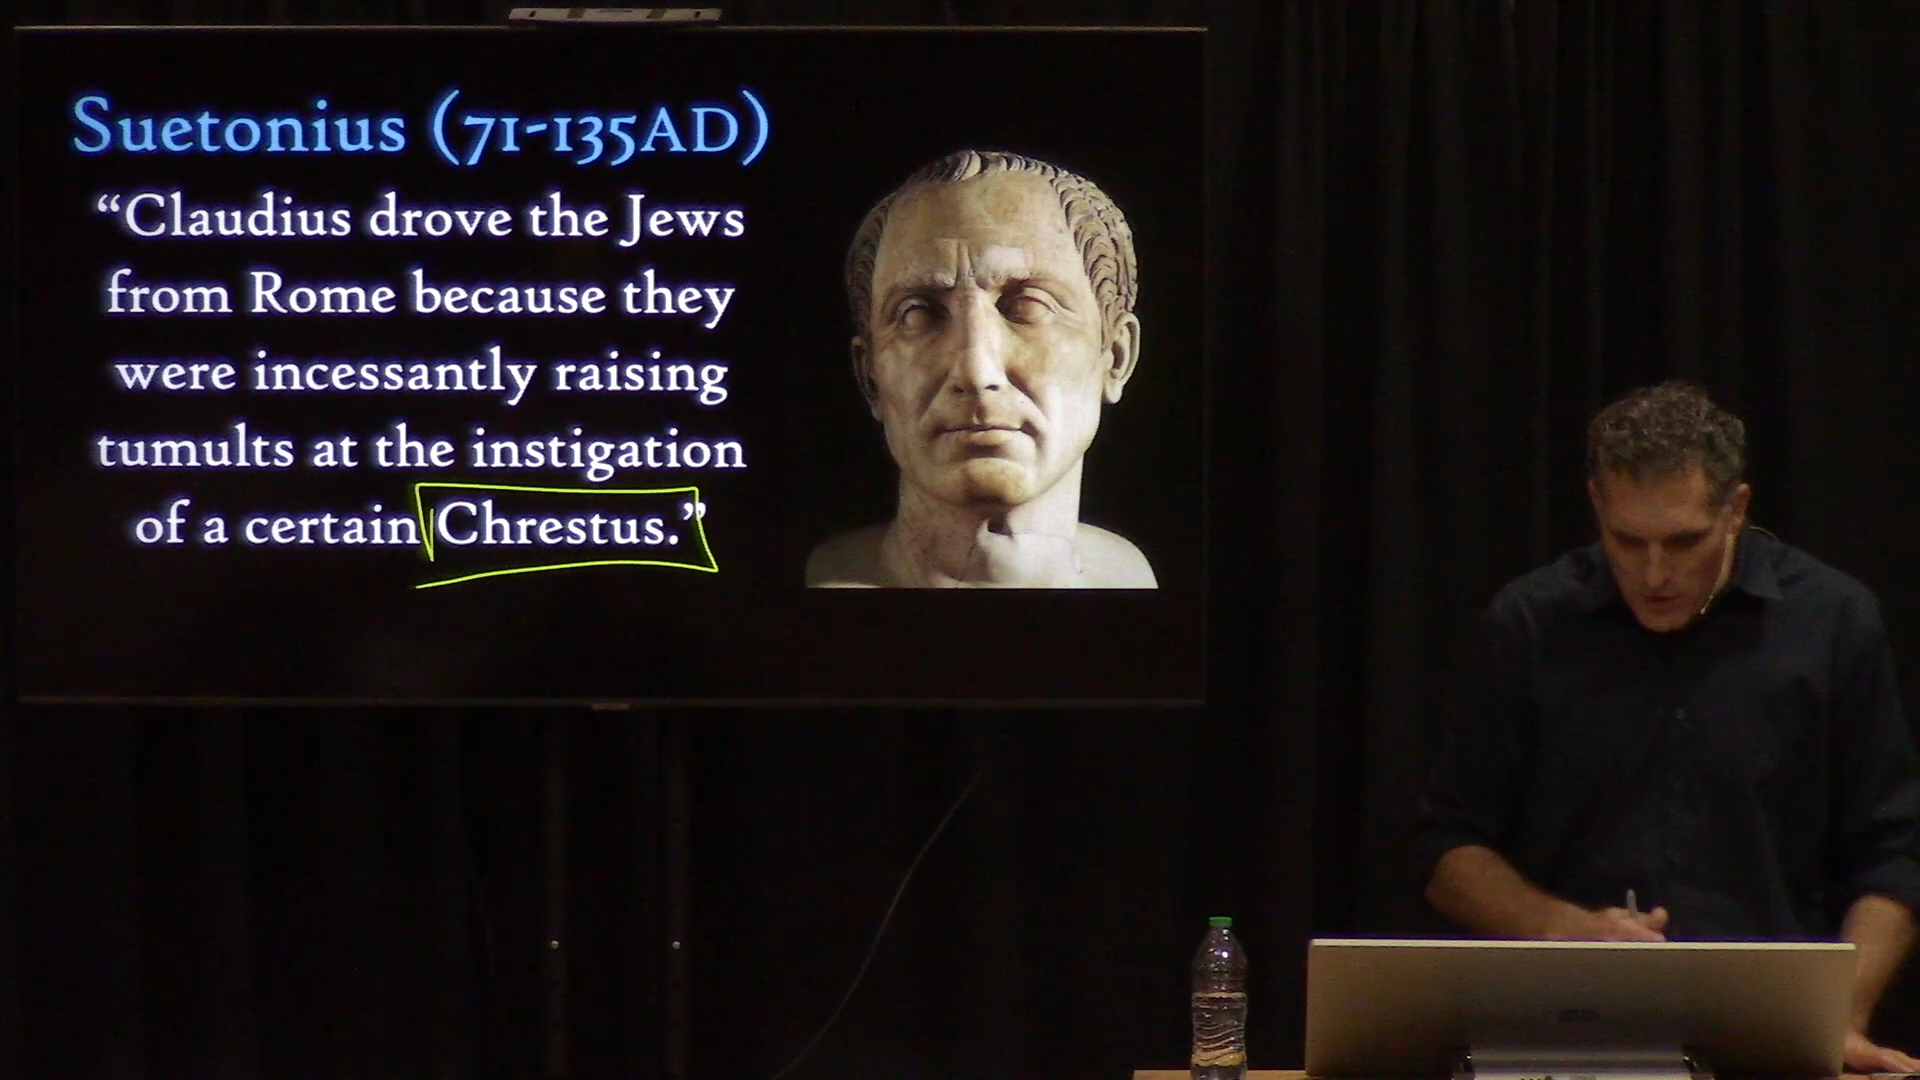 Suetonius (71-135AD)
“Claudius drove the Jews
from Rome because they
were incessantly raising
tumults at the instigation
of a certain Chrestus.”